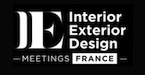 IE Interior
Exterior
Design
MEETINGS FRANCE